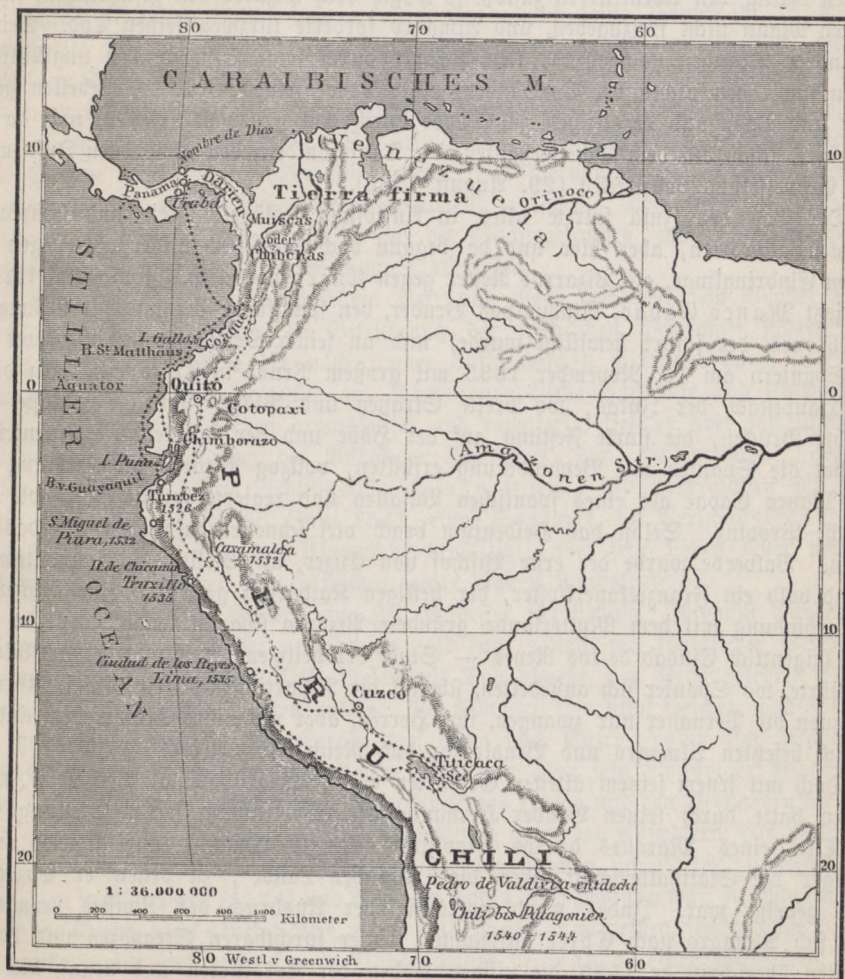 80
70
60
CARAIBISCHES M.
10
10
Nombre de Dios
Panama
Darien
Uraba
Venezuela
Tierra firma
Orinoco
Muisca's
oder
Chibchas
STILLER
OCEAN
I. Gallo
B. St. Matthäus
0
Äquator
0
Quito
Cotopaxi
Chimborazo
(Amazonen Str.)
I. Puna
B. v. Guayaquil
Tumbez
1526
S. Miguel de
Piura, 1532
Caxamalca
1532
R. de Chicama
Truxillo
1535
PERU
10
10
Ciudad de los Reyes,
Lima, 1535.
Cuzco
Titicaca
See
20
20
CHILI
Pedro de Valdivia entdeckt
Chili bis Patagonien
1540-1544
1 : 36.000 000
0 200 400 600 800 1000
Kilometer
80 Westl. v Greenwich 70 60